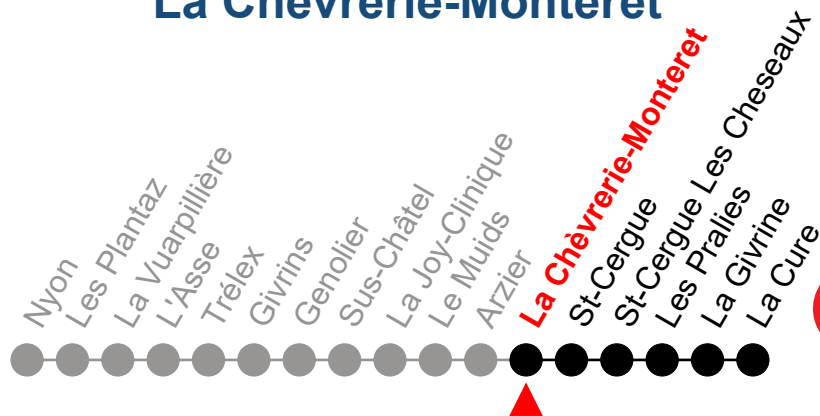 La Chèvrerie-Monteret
Nyon
Les Plantaz
La Vuarpillière
L'Asse
Trélex
Givrins
Genolier
Sus-Châtel
La Joy-Clinique
Le Muids
Arzier
La Chèvrerie-Monteret
St-Cergue
St-Cergue Les Cheseaux
Les Pralies
La Givrine
La Cure